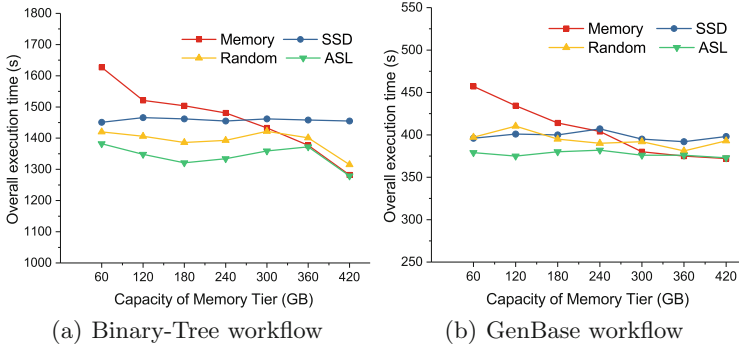 1800
1700
1600
1500
1400
1300
1200
1100
1000
Overall execution time (s)
Memory SSD
Random ASL
60 120 180 240 300 360 420
Capacity of Memory Tier (GB)
(a) Binary-Tree workflow
550
500
450
400
350
300
250
Overall execution time (s)
Memory SSD
Random ASL
60 120 180 240 300 360 420
Capacity of Memory Tier (GB)
(b) GenBase workflow